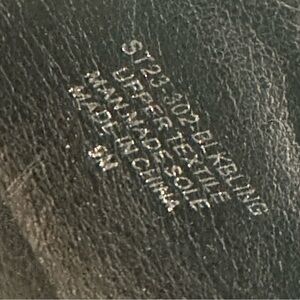 ST23-302-BLKBLING
UPPER TEXTILE
MAN MADE SOLE
MADE IN CHINA
9M